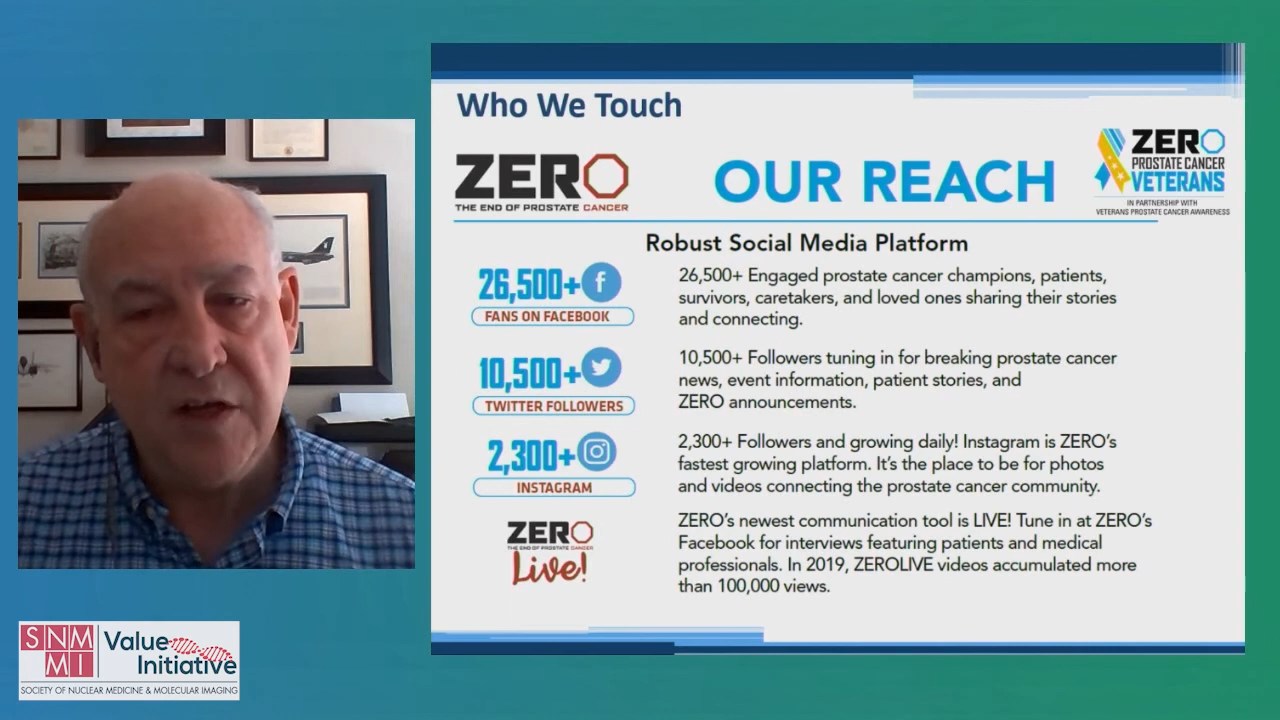 Who We Touch
ZERO
THE END OF PROSTATE CANCER
OUR REACH
ZERO
PROSTATE CANCER
VETERANS
IN PARTNERSHIP WITH
VETERANS PROSTATE CANCER AWARENESS
Robust Social Media Platform
26,500+
FANS ON FACEBOOK
26,500+ Engaged prostate cancer champions, patients,
survivors, caretakers, and loved ones sharing their stories
and connecting.
10,500+
TWITTER FOLLOWERS
10,500+ Followers tuning in for breaking prostate cancer
news, event information, patient stories, and
ZERO announcements.
2,300+
INSTAGRAM
2,300+ Followers and growing daily! Instagram is ZERO's
fastest growing platform. It's the place to be for photos
and videos connecting the prostate cancer community.
ZERO
THE END OF PROSTATE CANCER
Live!
ZERO's newest communication tool is LIVE! Tune in at ZERO's
Facebook for interviews featuring patients and medical
professionals. In 2019, ZEROLIVE videos accumulated more
than 100,000 views.
SNM
MI
Value
Initiative
SOCIETY OF NUCLEAR MEDICINE & MOLECULAR IMAGING